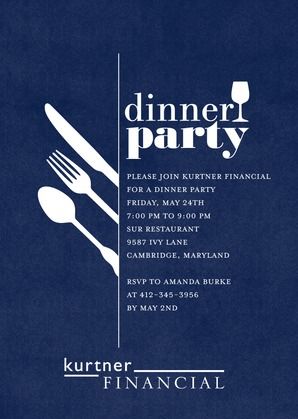 dinner
party
PLEASE JOIN KURTNER FINANCIAL
FOR A DINNER PARTY
FRIDAY, MAY 24TH
7:00 PM TO 9:00 PM
SUR RESTAURANT
9587 IVY LANE
CAMBRIDGE, MARYLAND
RSVP TO AMANDA BURKE
AT 412-345-3956
BY MAY 2ND
kurtner
FINANCIAL